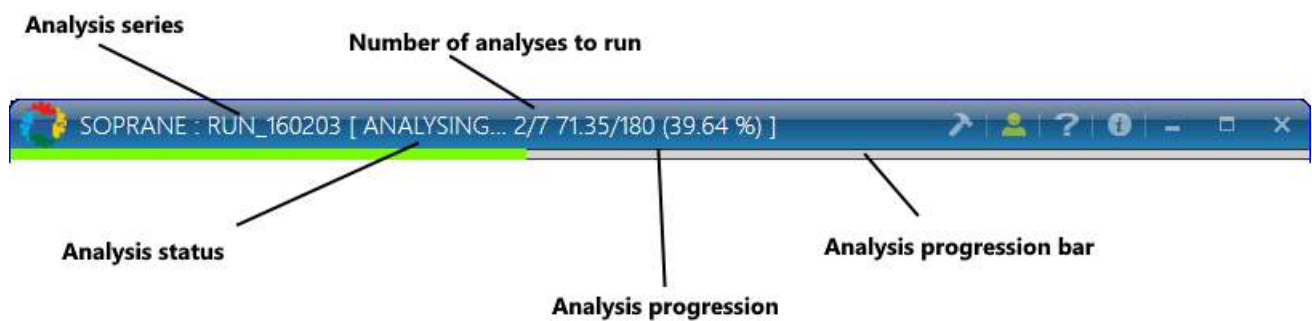 Analysis series
Number of analyses to run
SOPRANE : RUN_160203 [ ANALYSING... 2/7 71.35/180 (39.64 %) ]
Analysis status
Analysis progression bar
Analysis progression